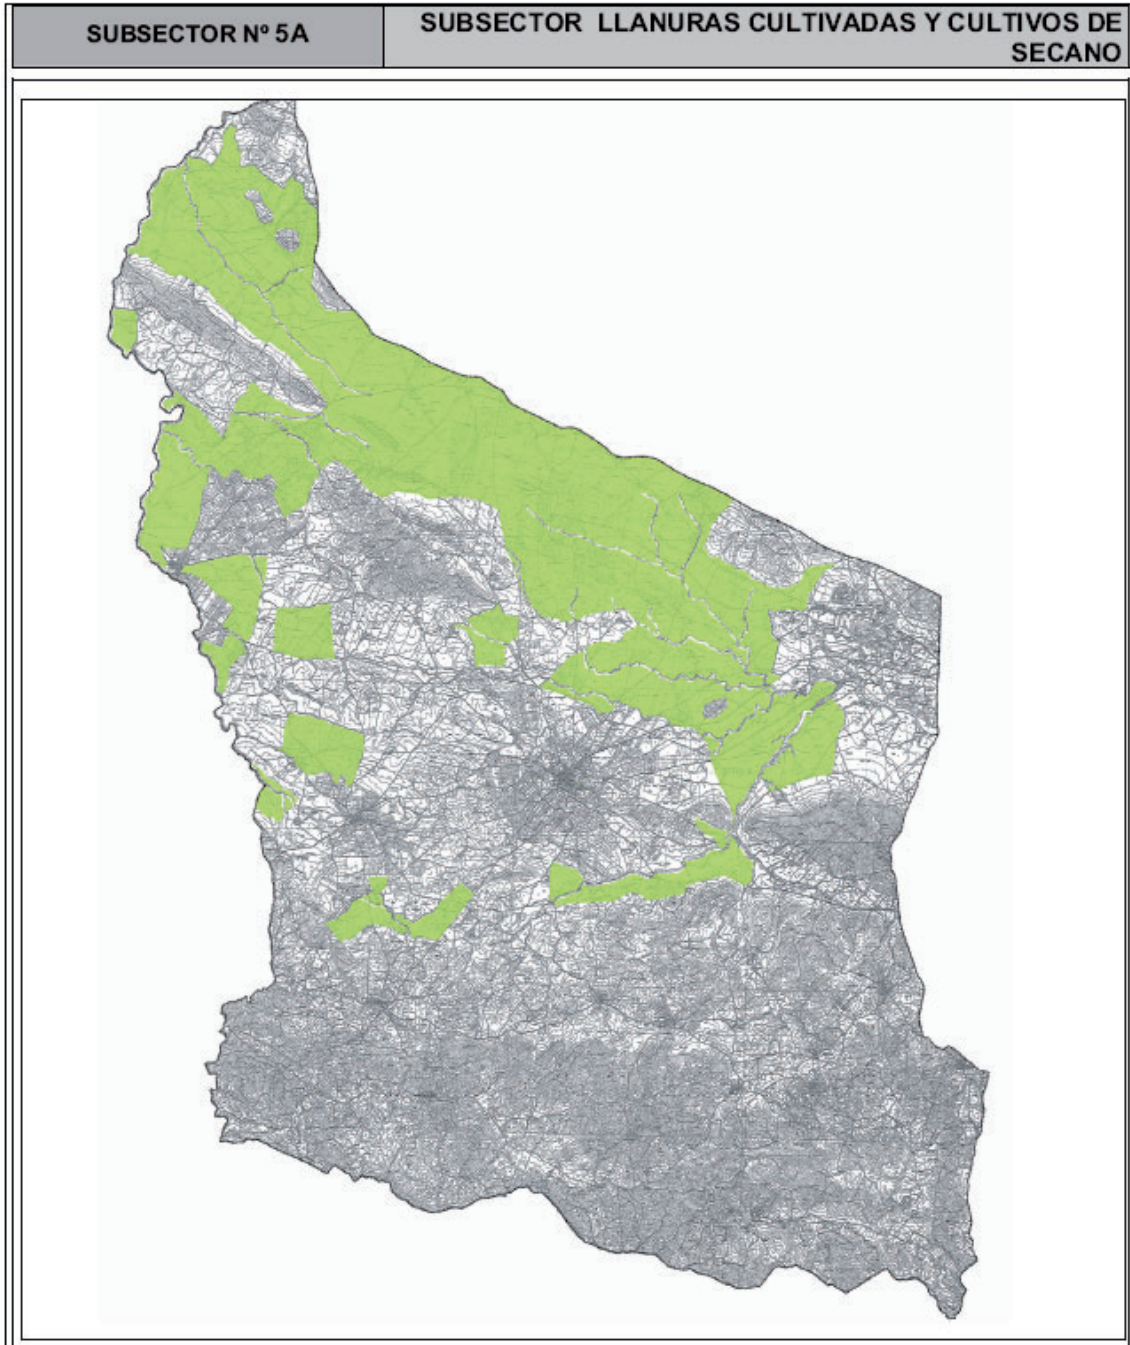 SUBSECTOR Nº 5A
SUBSECTOR LLANURAS CULTIVADAS Y CULTIVOS DE
SECANO